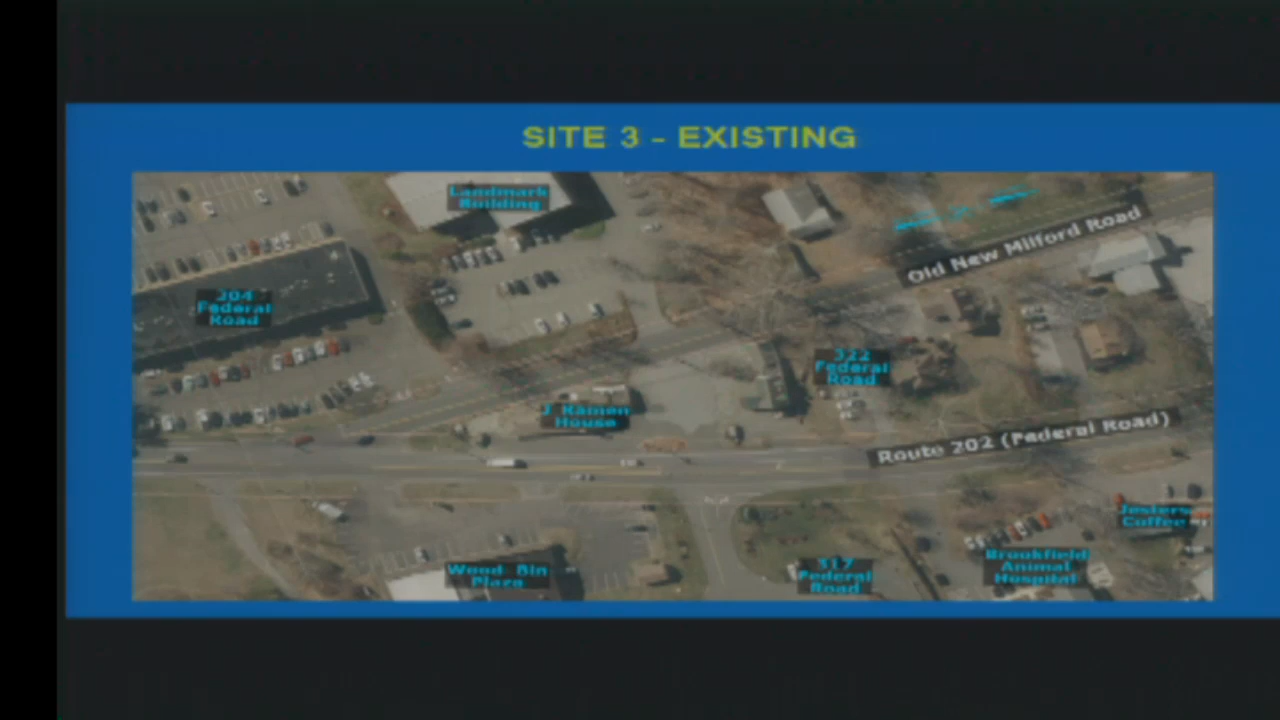 SITE 3 - EXISTING
Landmark
Building
Old New Milford Road
304
Federal
Road
322
Federal
Road
J Ramen
House
Route 202 (Federal Road)
Jesters
Coffee
Wood Bin
Plaza
317
Federal
Road
Brookfield
Animal
Hospital